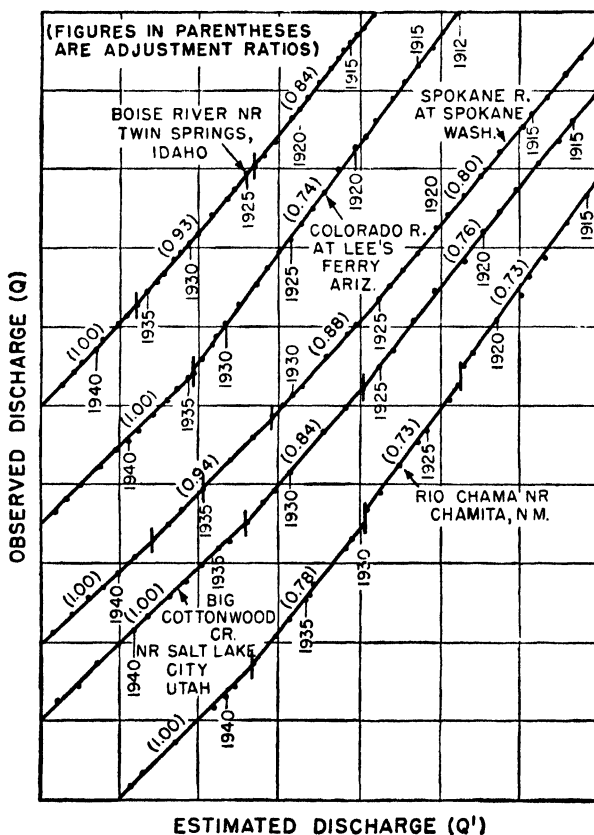 (FIGURES IN PARENTHESES
ARE ADJUSTMENT RATIOS)
BOISE RIVER NR
TWIN SPRINGS,
IDAHO
(0.84)
1915
1920
1925
(0.93)
1930
1935
(1.00)
1940
COLORADO R.
AT LEE'S
FERRY
ARIZ.
1915
1912
(0.74)
1920
1925
1930
1935
(1.00)
1940
SPOKANE R.
AT SPOKANE
WASH.
1915
(0.80)
1920
1925
(0.88)
1930
(0.94)
1935
(1.00)
1940
BIG
COTTONWOOD
CR.
NR SALT LAKE
CITY
UTAH
1915
(0.76)
1920
1925
(0.84)
1930
1935
(1.00)
1940
RIO CHAMA NR
CHAMITA, N.M.
1915
(0.73)
1920
(0.73)
1925
1930
(0.78)
1935
1940
(1.00)
OBSERVED DISCHARGE (Q)
ESTIMATED DISCHARGE (Q')